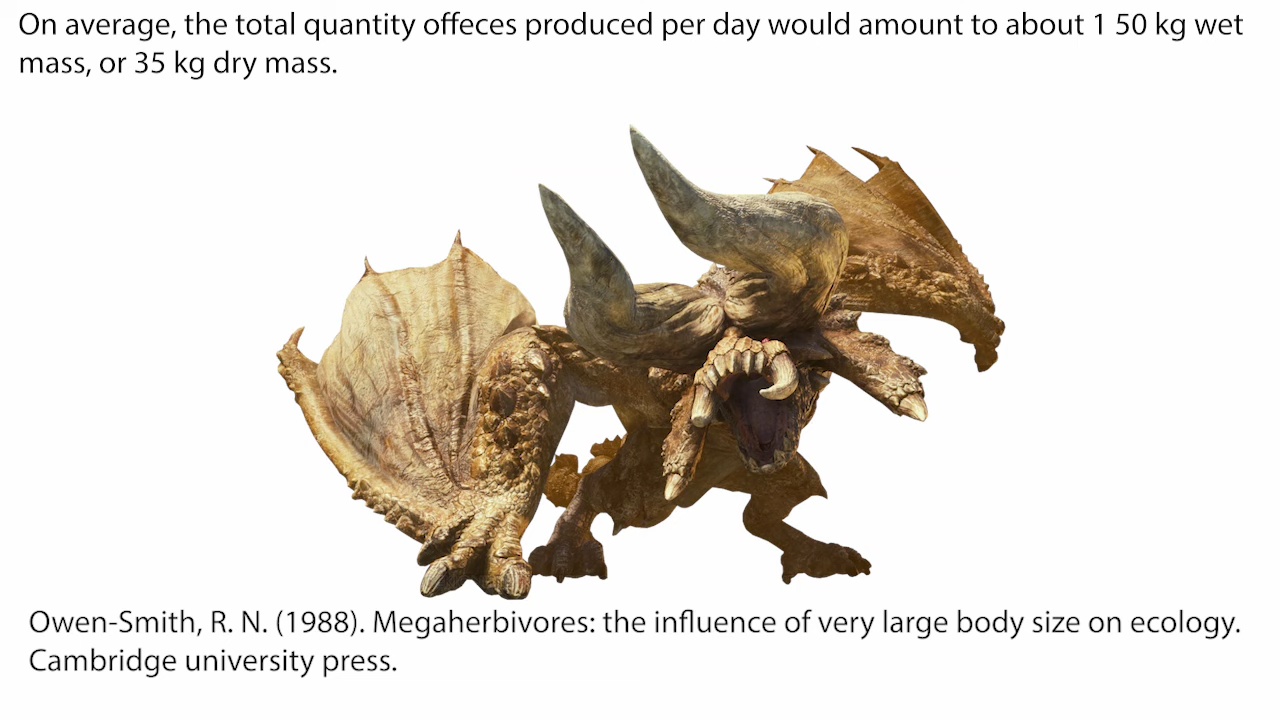 On average, the total quantity offeces produced per day would amount to about 1 50 kg wet
mass, or 35 kg dry mass.
Owen-Smith, R. N. (1988). Megaherbivores: the influence of very large body size on ecology.
Cambridge university press.